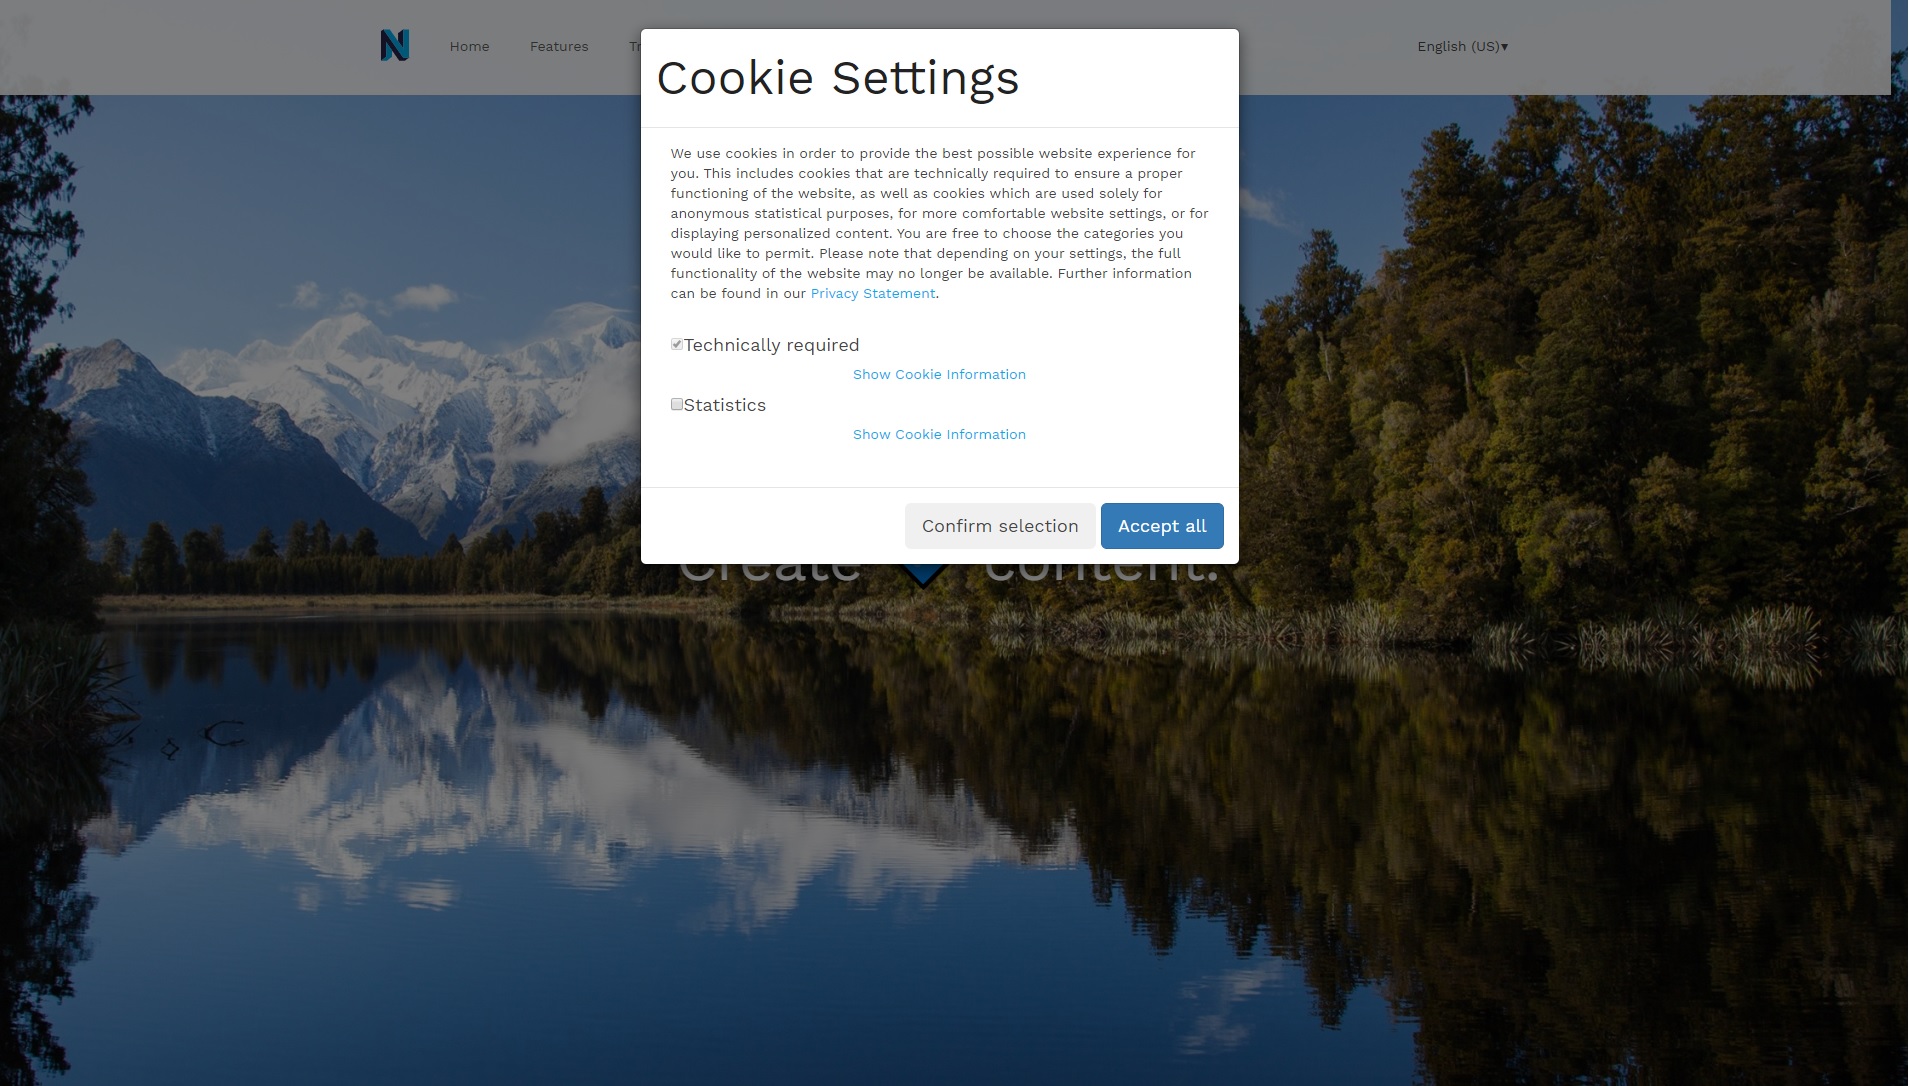 Home Features Tr English (US)▾
Cookie Settings
We use cookies in order to provide the best possible website experience for
you. This includes cookies that are technically required to ensure a proper
functioning of the website, as well as cookies which are used solely for
anonymous statistical purposes, for more comfortable website settings, or for
displaying personalized content. You are free to choose the categories you
would like to permit. Please note that depending on your settings, the full
functionality of the website may no longer be available. Further information
can be found in our Privacy Statement.
Technically required
Show Cookie Information
Statistics
Show Cookie Information
Confirm selection Accept all
Create content.